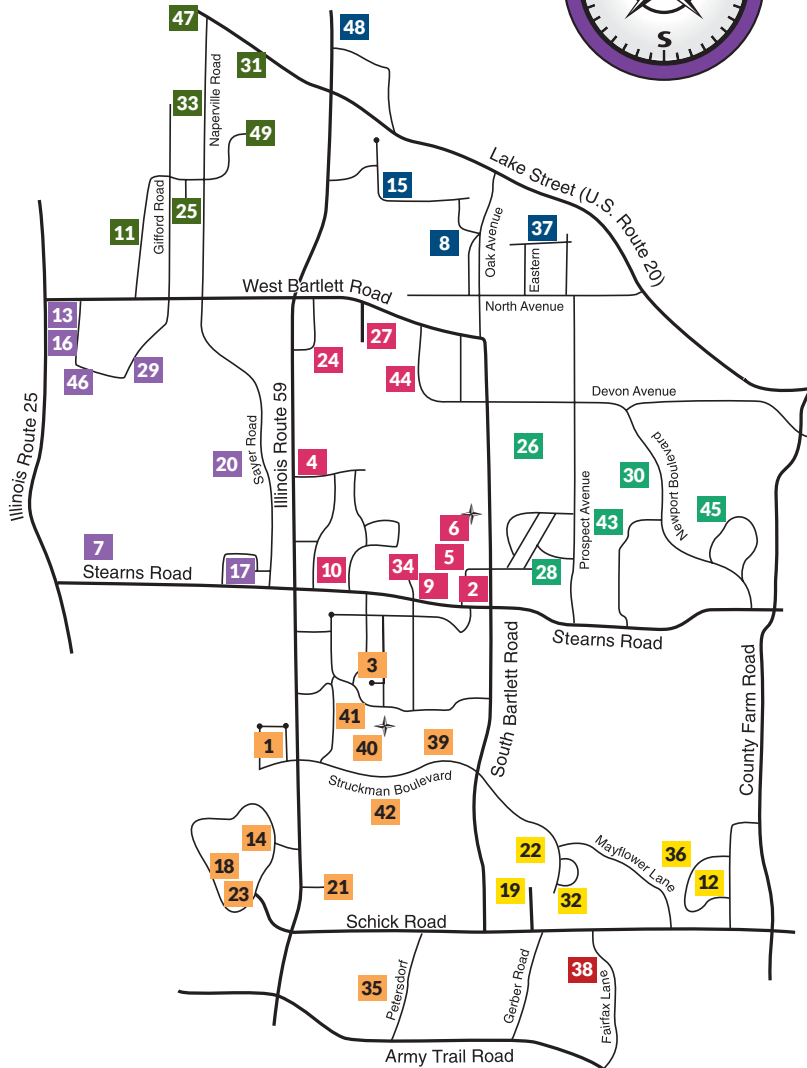 47
48
S
31
Naperville Road
33
49
Lake Street (U.S. Route 20)
15
25
Gifford Road
11
8
Oak Avenue
37
Eastern
West Bartlett Road
North Avenue
13
16
27
24
44
29
46
Illinois Route 25
Illinois Route 59
Devon Avenue
Sayer Road
20
4
26
30
Newport Boulevard
Prospect Avenue
43
45
6
7
5
Stearns Road
17
10
34
9
2
28
Stearns Road
South Bartlett Road
County Farm Road
3
41
1
40
39
Struckman Boulevard
42
14
18
23
21
22
Mayflower Lane
36
12
19
32
Schick Road
35
Petersdorf
Gerber Road
38
Fairfax Lane
Army Trail Road